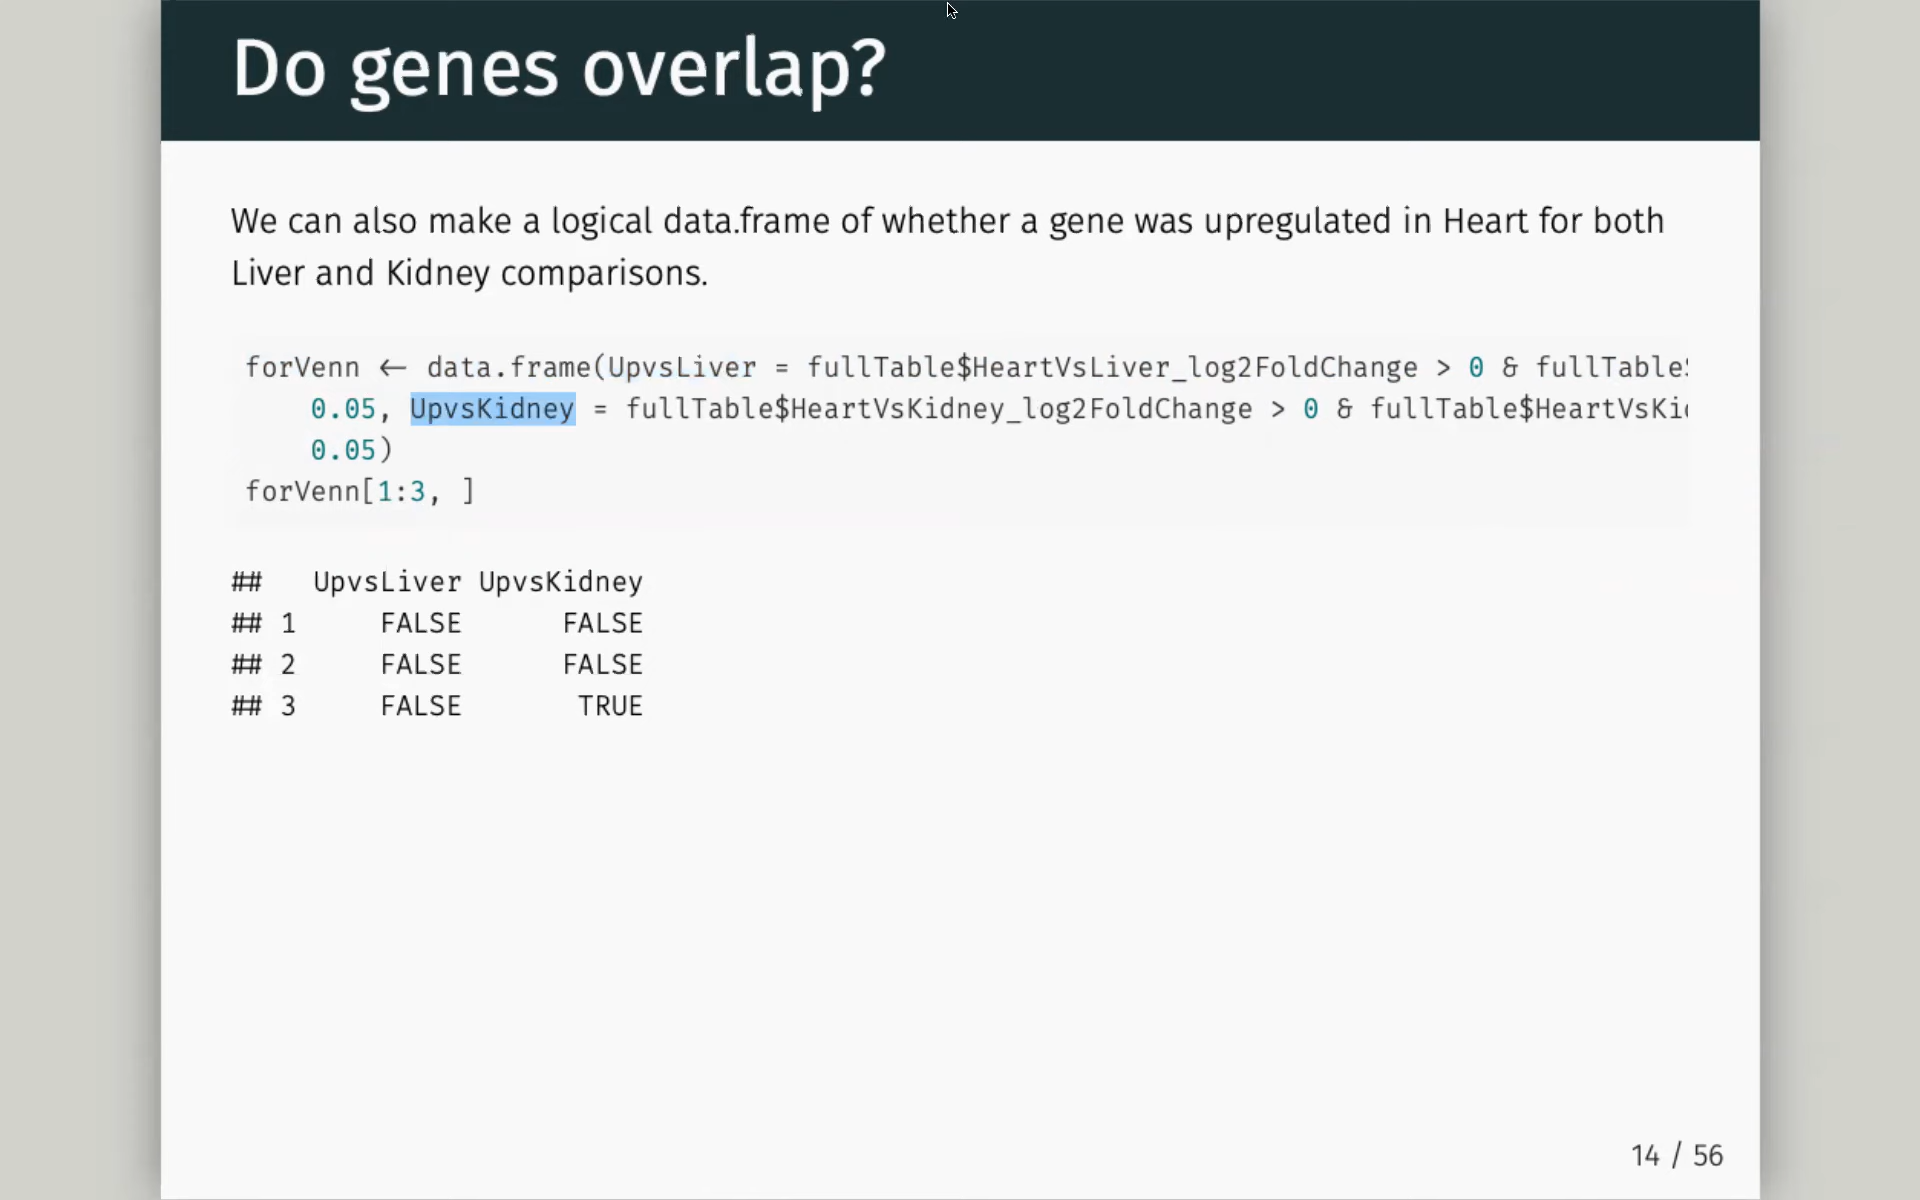 Do genes overlap?
We can also make a logical data.frame of whether a gene was upregulated in Heart for both
Liver and Kidney comparisons.
forVenn <- data.frame(UpvsLiver = fullTable$HeartVsLiver_log2FoldChange > 0 & fullTable$
0.05, UpvsKidney = fullTable$HeartVsKidney_log2FoldChange > 0 & fullTable$HeartVsKi
0.05)
forVenn[1:3, ]
##   UpvsLiver UpvsKidney
## 1     FALSE      FALSE
## 2     FALSE      FALSE
## 3     FALSE       TRUE
14 / 56